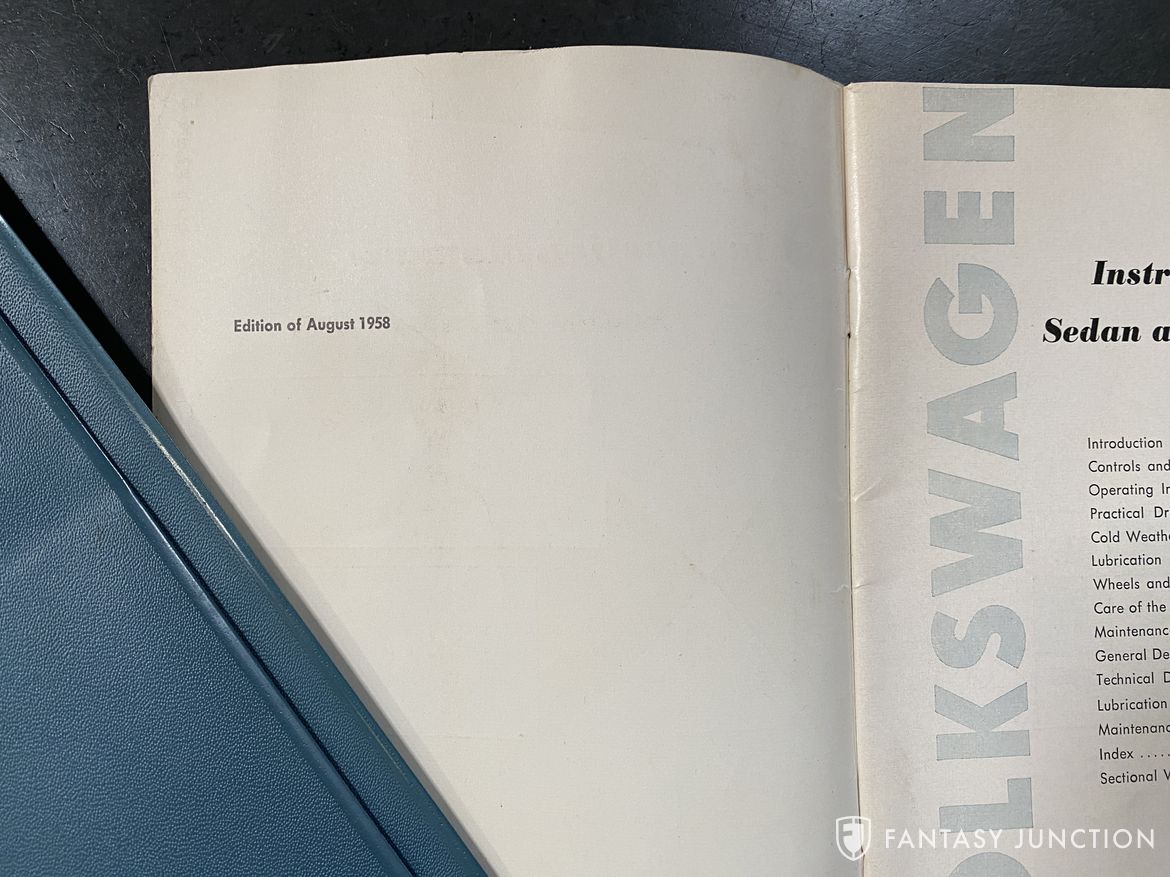 Edition of August 1958
OLKSWAGEN
Instr
Sedan a
Introduction
Controls and
Operating In
Practical Dr
Cold Weathe
Lubrication
Wheels and
Care of the
Maintenanc
General De
Technical D
Lubrication
Maintenanc
Index .....
Sectional V
FANTASY JUNCTION